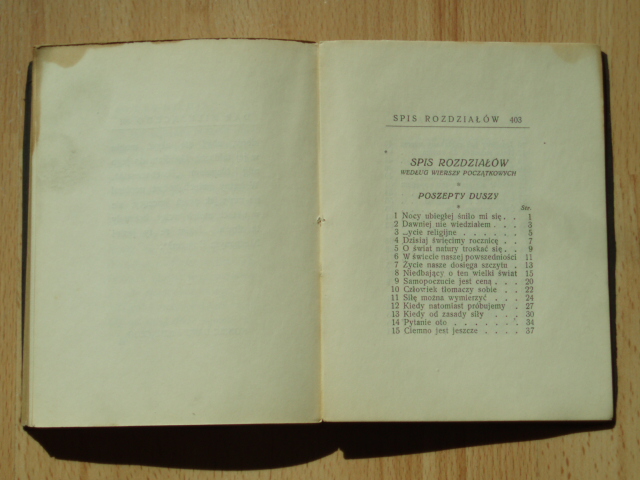 SPIS ROZDZIAŁÓW 403
SPIS ROZDZIAŁÓW
WEDŁUG WIERSZY POCZĄTKOWYCH
*
POSZEPTY DUSZY
*
Str.
1 Nocy ubiegłej śniło mi się . . 1
2 Dawniej nie wiedziałem . . . 3
3 „ycie religijne . . . . . . 5
4 Dzisiaj święcimy rocznicę . . 7
5 O świat natury troskać się . . 9
6 W świecie naszej powszedniości 11
7 Życie nasze dosięga szczytu . 13
8 Niedbający o ten wielki świat 15
9 Samopoczucie jest ceną . . . 20
10 Człowiek tłomaczy sobie . . 22
11 Siłę można wymierzyć . . . 24
12 Kiedy natomiast próbujemy . 27
13 Kiedy od zasady siły . . . . 30
14 Pytanie oto . . . . . . . 34
15 Ciemno jest jeszcze . . . . 37